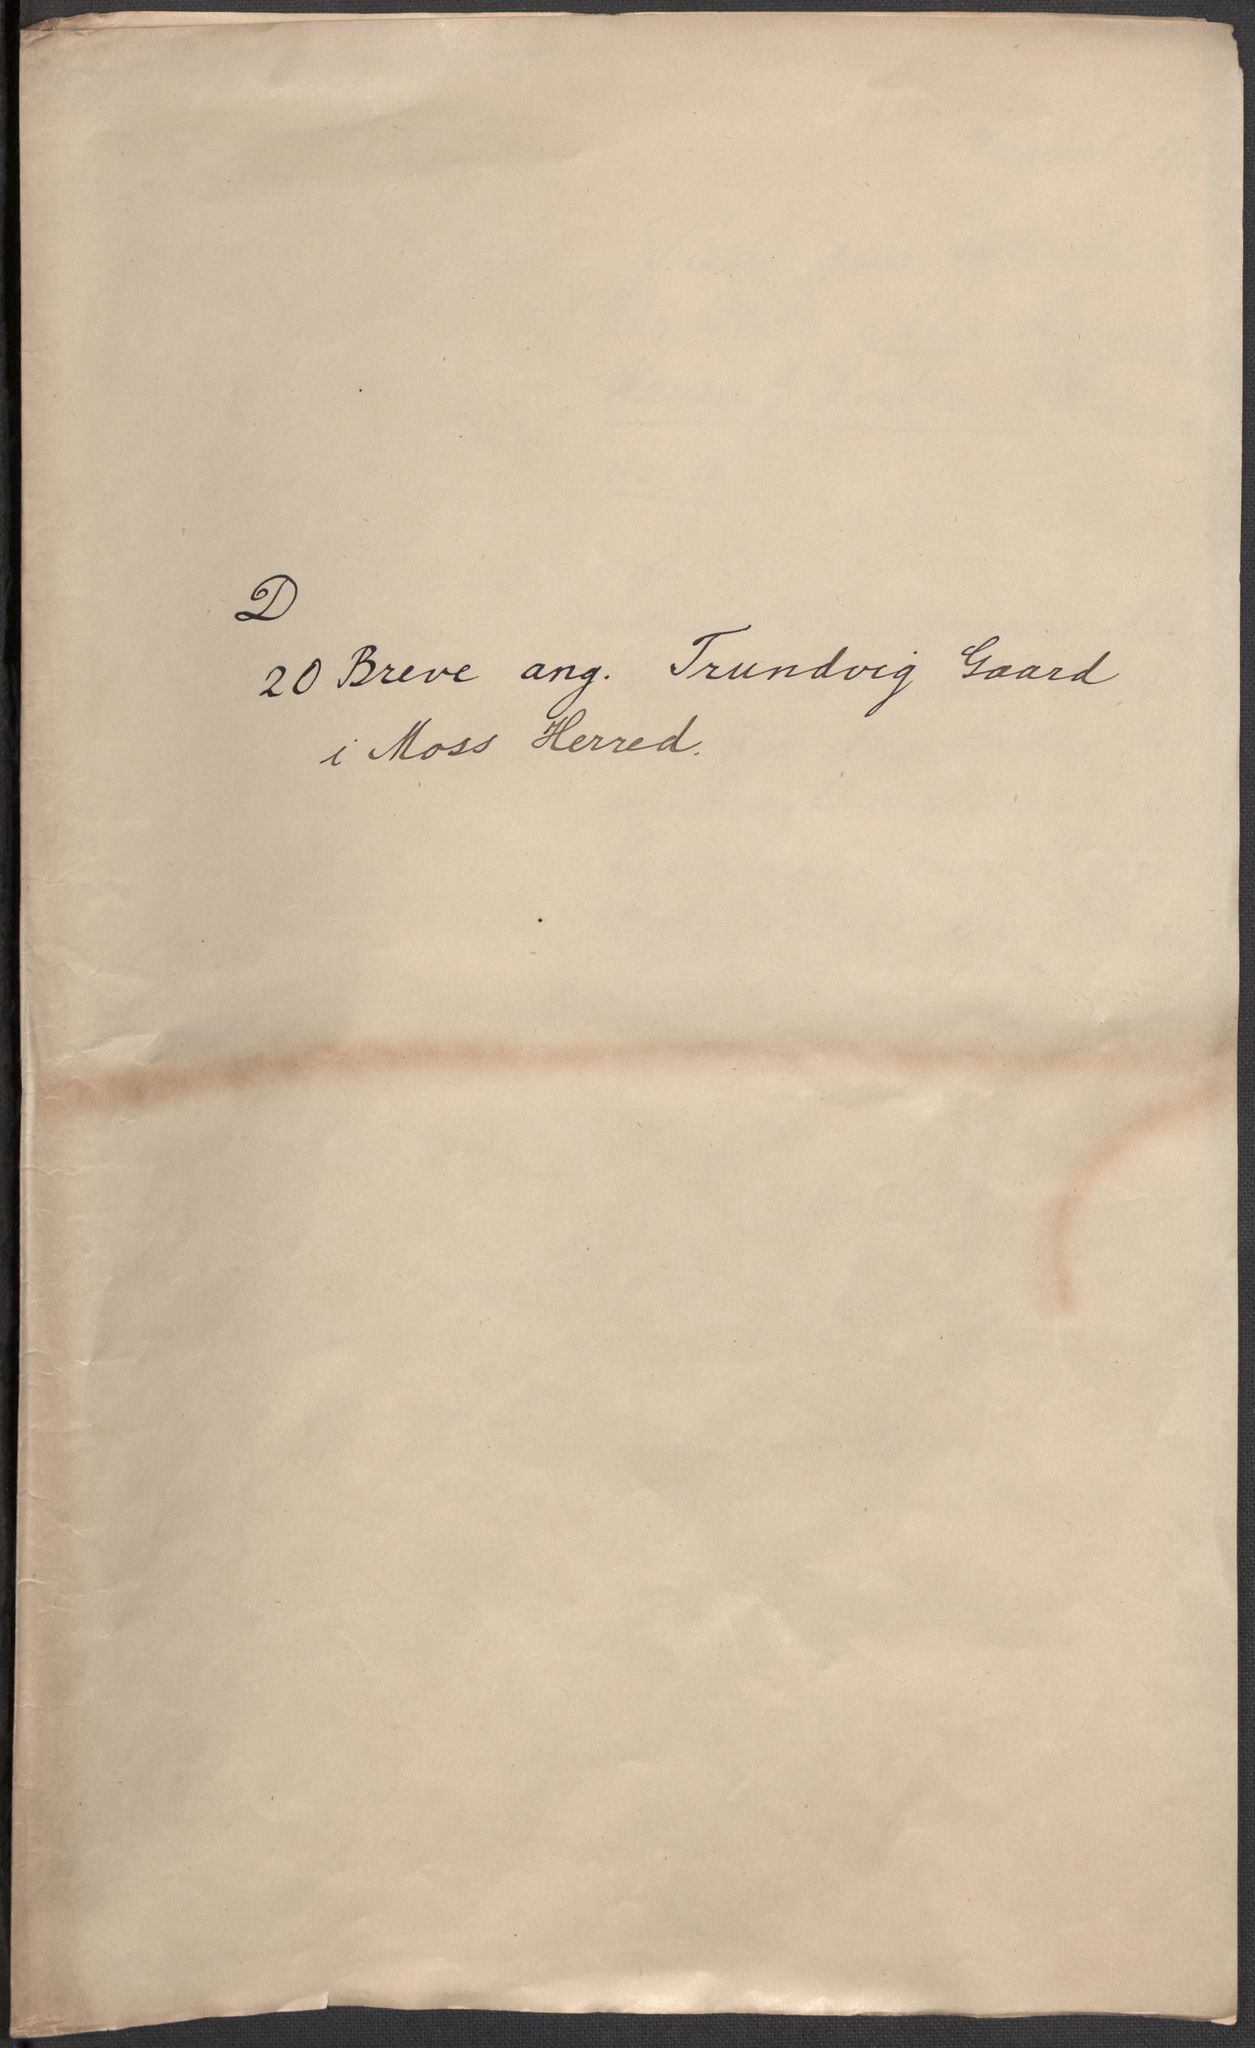 D
20 Breve ang. Trundvig Gaard
i Moss Herred.